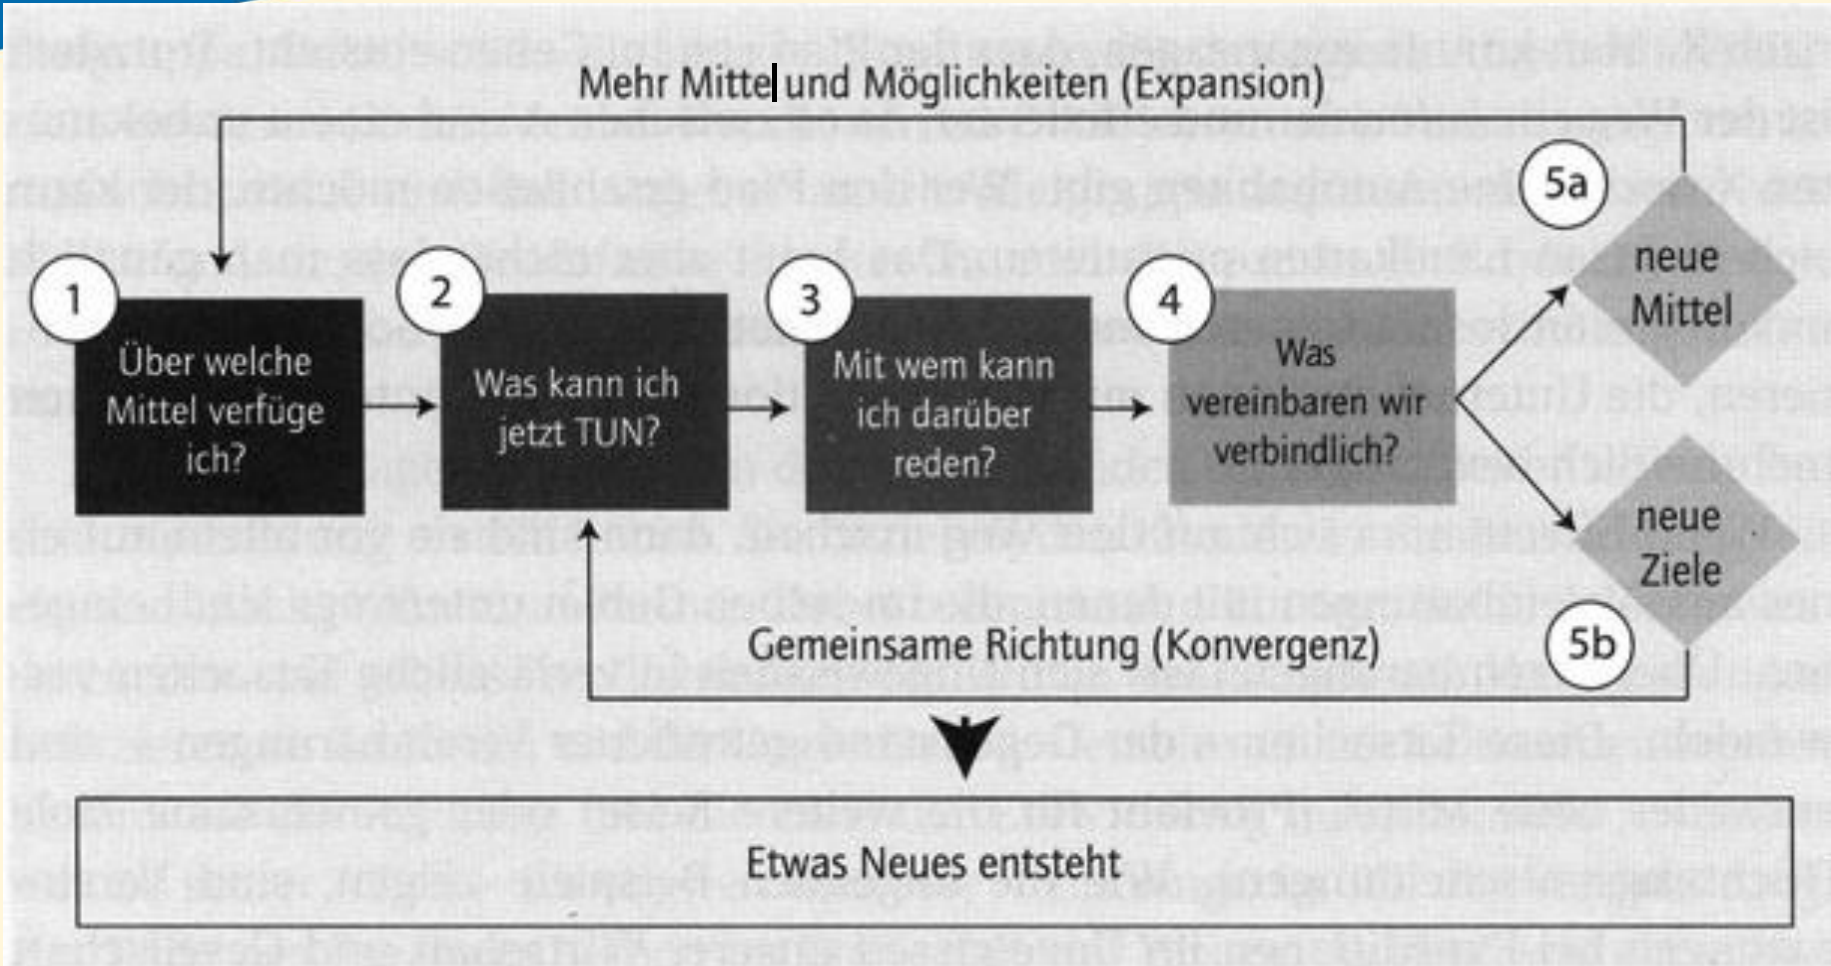 Mehr Mittel und Möglichkeiten (Expansion)
5a
neue
Mittel
1
Über welche
Mittel verfüge
ich?
2
Was kann ich
jetzt TUN?
3
Mit wem kann
ich darüber
reden?
4
Was
vereinbaren wir
verbindlich?
neue
Ziele
5b
Gemeinsame Richtung (Konvergenz)
Etwas Neues entsteht